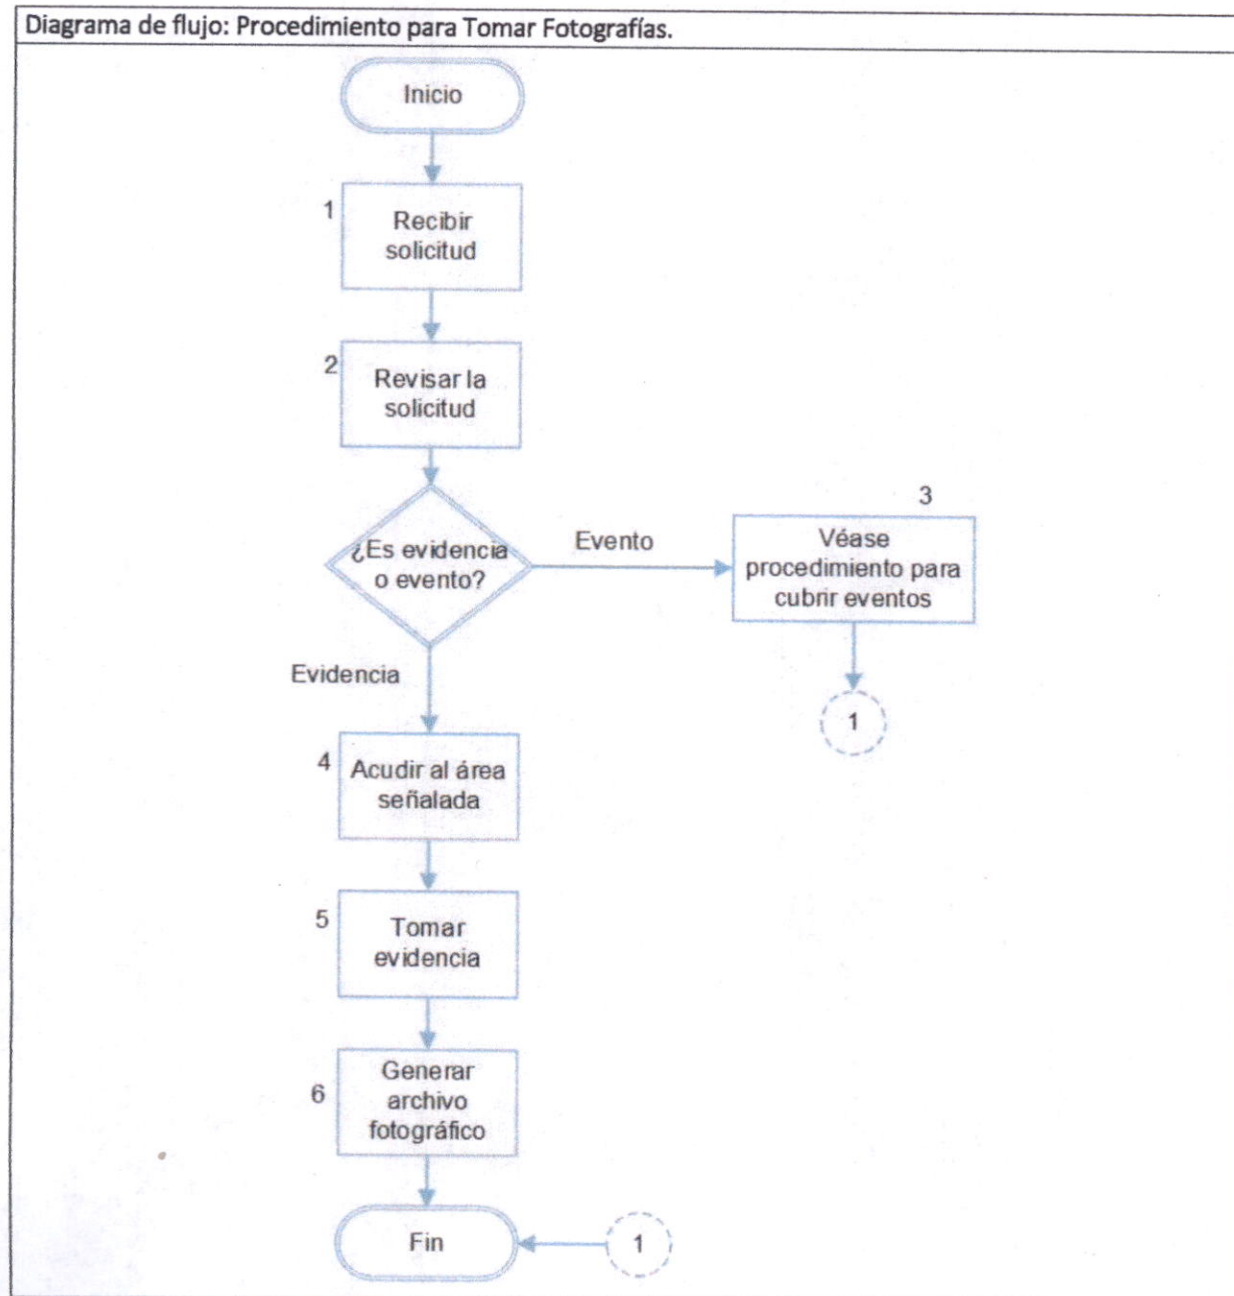 Diagrama de flujo: Procedimiento para Tomar Fotografías.
Inicio
1
Recibir
solicitud
2
Revisar la
solicitud
¿Es evidencia
o evento?
Evento
3
Véase
procedimiento para
cubrir eventos
1
Evidencia
4
Acudir al área
señalada
5
Tomar
evidencia
6
Generar
archivo
fotográfico
Fin
1